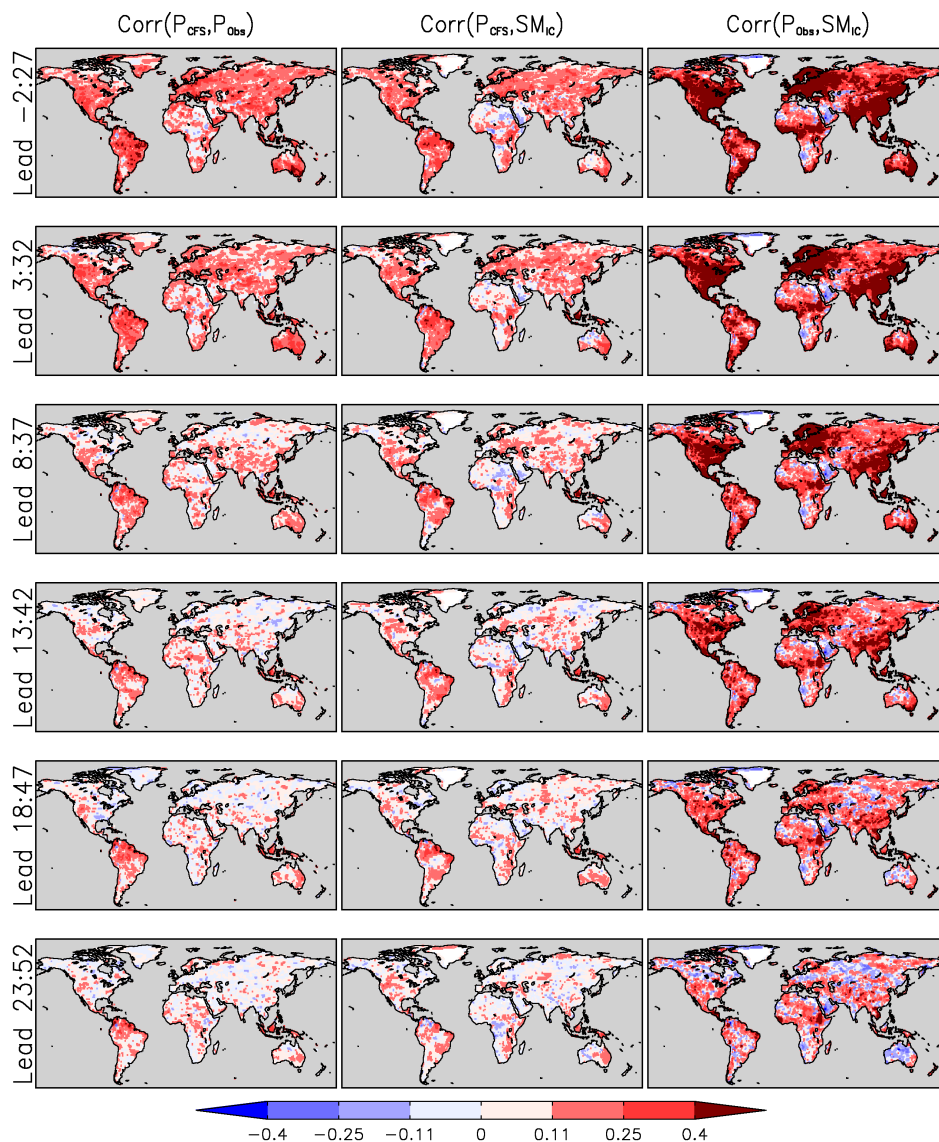 Corr(P_CFS,P_Obs) Corr(P_CFS,SM_IC) Corr(P_Obs,SM_IC)
Lead -2:27
Lead 3:32
Lead 8:37
Lead 13:42
Lead 18:47
Lead 23:52
-0.4 -0.25 -0.11 0 0.11 0.25 0.4